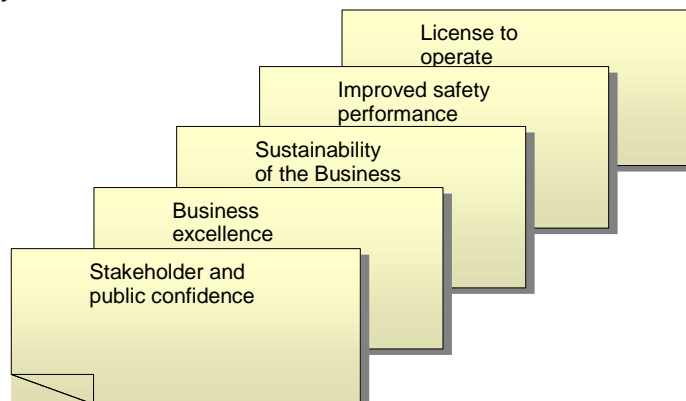 License to
operate
Improved safety
performance
Sustainability
of the Business
Business
excellence
Stakeholder and
public confidence